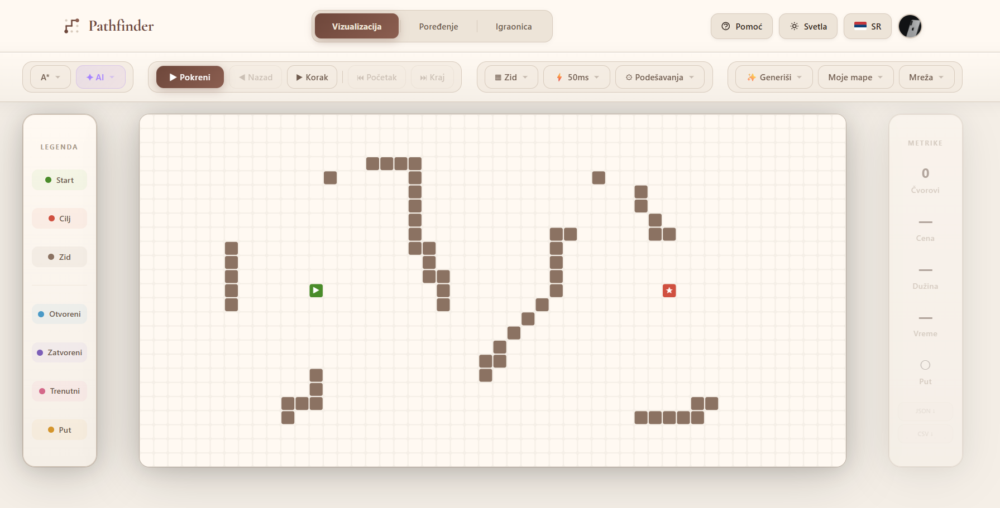 Pathfinder
Vizualizacija
Poređenje
Igraonica
Pomoć
Svetla
SR
A*
AI
Pokreni
Nazad
Korak
Početak
Kraj
Zid
50ms
Podešavanja
Generiši
Moje mape
Mreža
LEGENDA
Start
Cilj
Zid
Otvoreni
Zatvoreni
Trenutni
Put
METRIKE
0
Čvorovi
—
Cena
—
Dužina
—
Vreme
Put
JSON ↓
CSV ↓